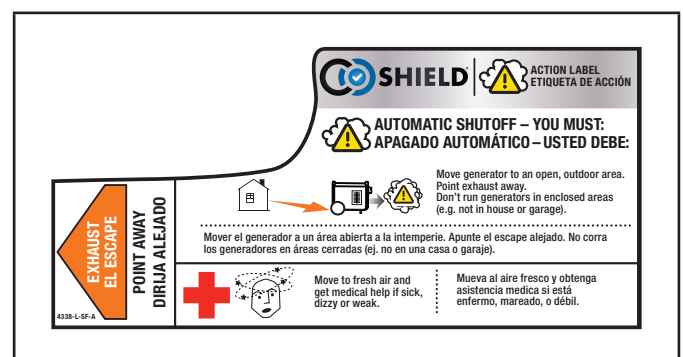 CO SHIELD
ACTION LABEL
ETIQUETA DE ACCIÓN
AUTOMATIC SHUTOFF – YOU MUST:
APAGADO AUTOMÁTICO – USTED DEBE:
Move generator to an open, outdoor area.
Point exhaust away.
Don't run generators in enclosed areas
(e.g. not in house or garage).
Mover el generador a un área abierta a la intemperie. Apunte el escape alejado. No corra
los generadores en áreas cerradas (ej. no en una casa o garaje).
EXHAUST
EL ESCAPE
POINT AWAY
DIRIJA ALEJADO
Move to fresh air and
get medical help if sick,
dizzy or weak.
Mueva al aire fresco y obtenga
asistencia medica si está
enfermo, mareado, o débil.
4338-L-SF-A